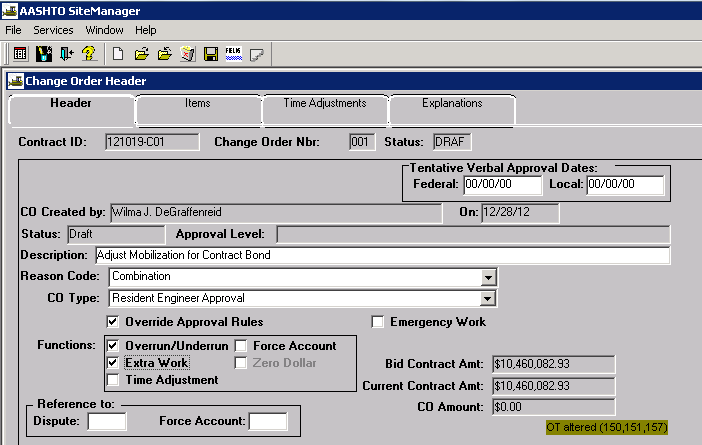 AASHTO SiteManager
File Services Window Help
FELIS
Change Order Header
Header Items Time Adjustments Explanations
Contract ID: 121019-C01 Change Order Nbr: 001 Status: DRAF
Tentative Verbal Approval Dates:
Federal: 00/00/00 Local: 00/00/00
CO Created by: Wilma J. DeGraffenreid On: 12/28/12
Status: Draft Approval Level:
Description: Adjust Mobilization for Contract Bond
Reason Code: Combination
CO Type: Resident Engineer Approval
Override Approval Rules Emergency Work
Functions: Overrun/Underrun Force Account
Extra Work Zero Dollar
Time Adjustment
Bid Contract Amt: $10,460,082.93
Current Contract Amt: $10,460,082.93
CO Amount: $0.00
Reference to:
Dispute: Force Account:
OT altered (150,151,157)